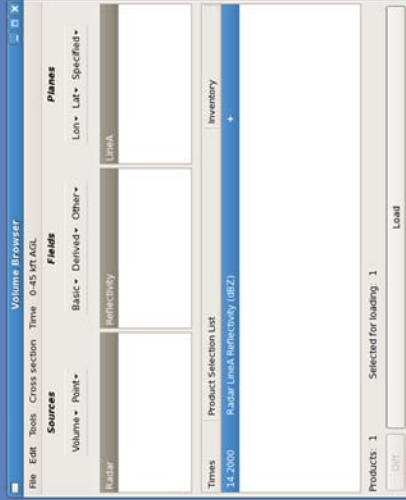 Volume Browser
File Edit Tools Cross section Time 0-45 kft AGL
Sources Fields Planes
Volume Point Basic Derived Other Lon Lat Specified
Radar Reflectivity LineA
Times Product Selection List Inventory
14.2000 Radar LineA Reflectivity (dBZ) +
Products: 1 Selected for loading: 1
Diff Load